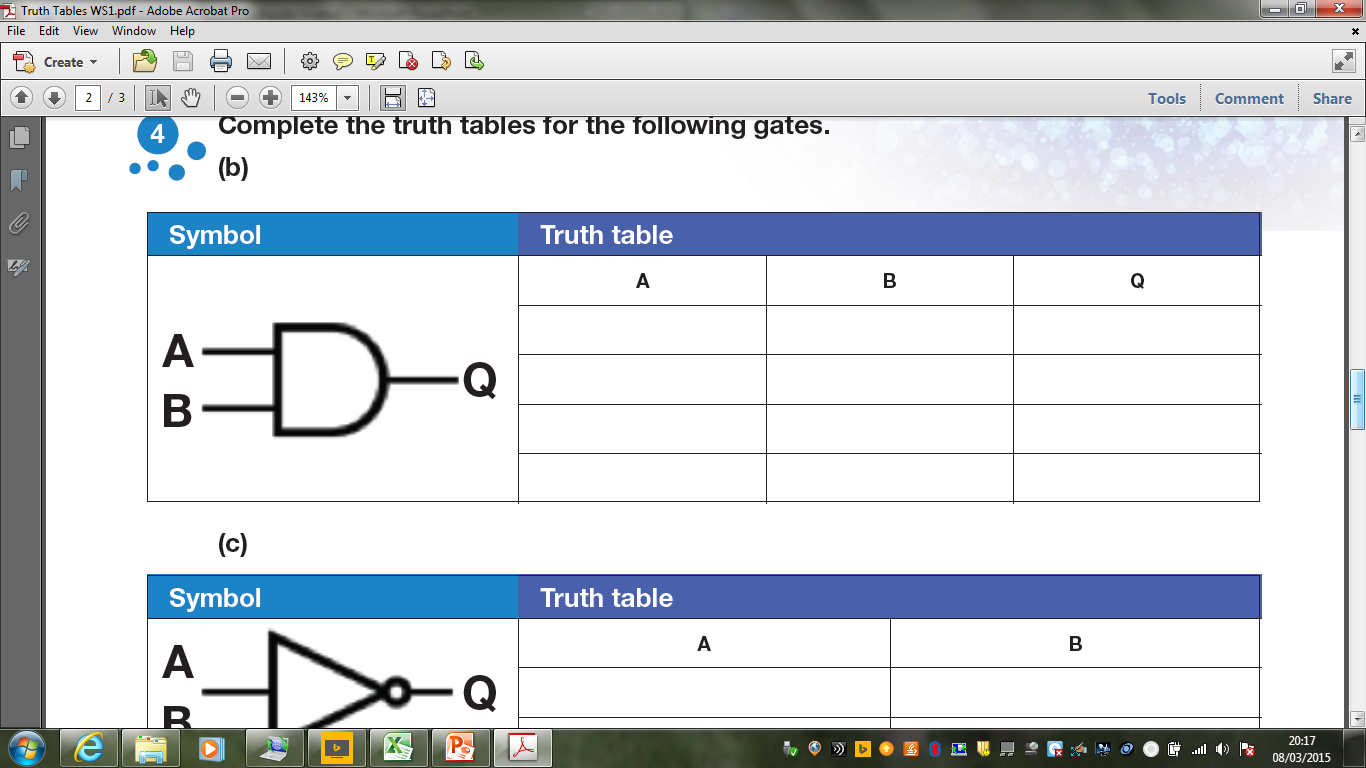 Truth Tables WS1.pdf - Adobe Acrobat Pro
File Edit View Window Help
Create
2 / 3 143% Tools Comment Share
4 Complete the truth tables for the following gates.
(b)
Symbol Truth table
A B Q
A
B
Q
(c)
Symbol Truth table
A B
A
B
Q
20:17
08/03/2015